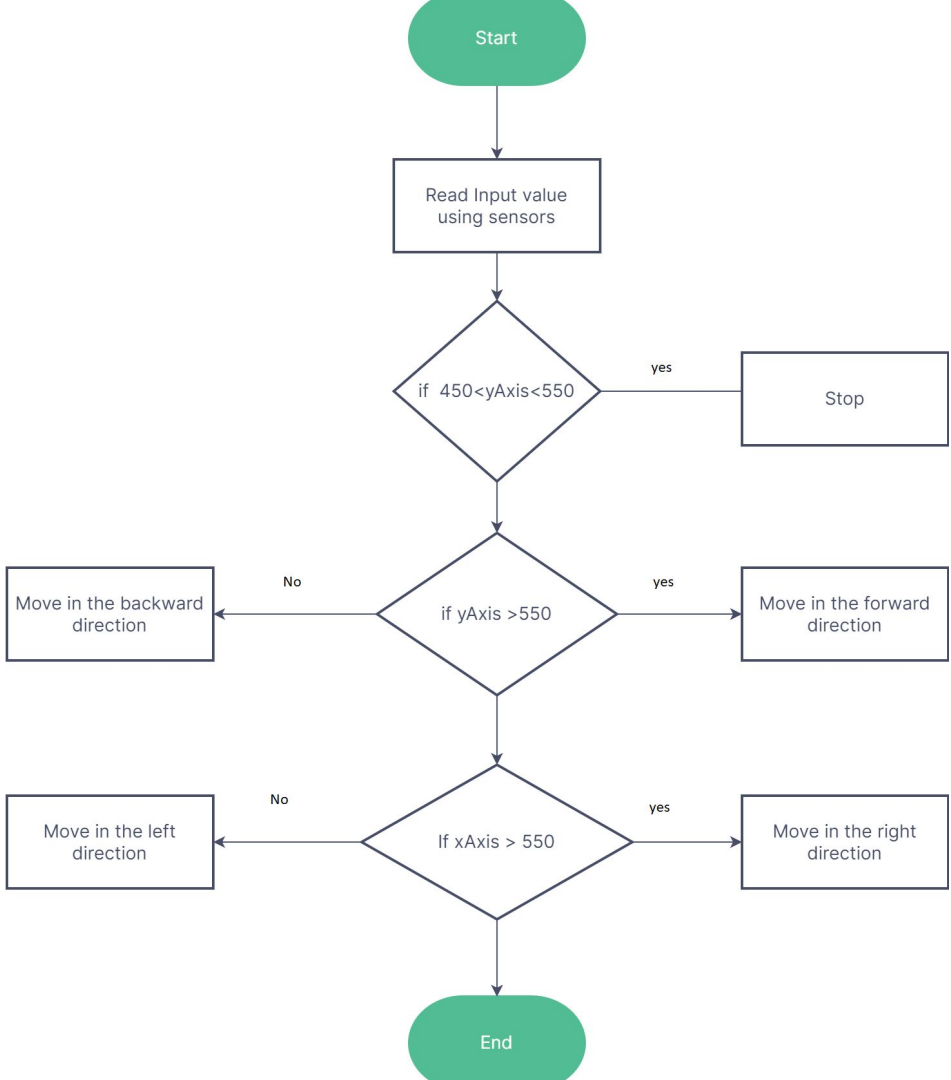 Start
Read Input value
using sensors
if  450<yAxis<550
yes
Stop
No
yes
Move in the backward
direction
if yAxis >550
Move in the forward
direction
No
yes
Move in the left
direction
If xAxis > 550
Move in the right
direction
End